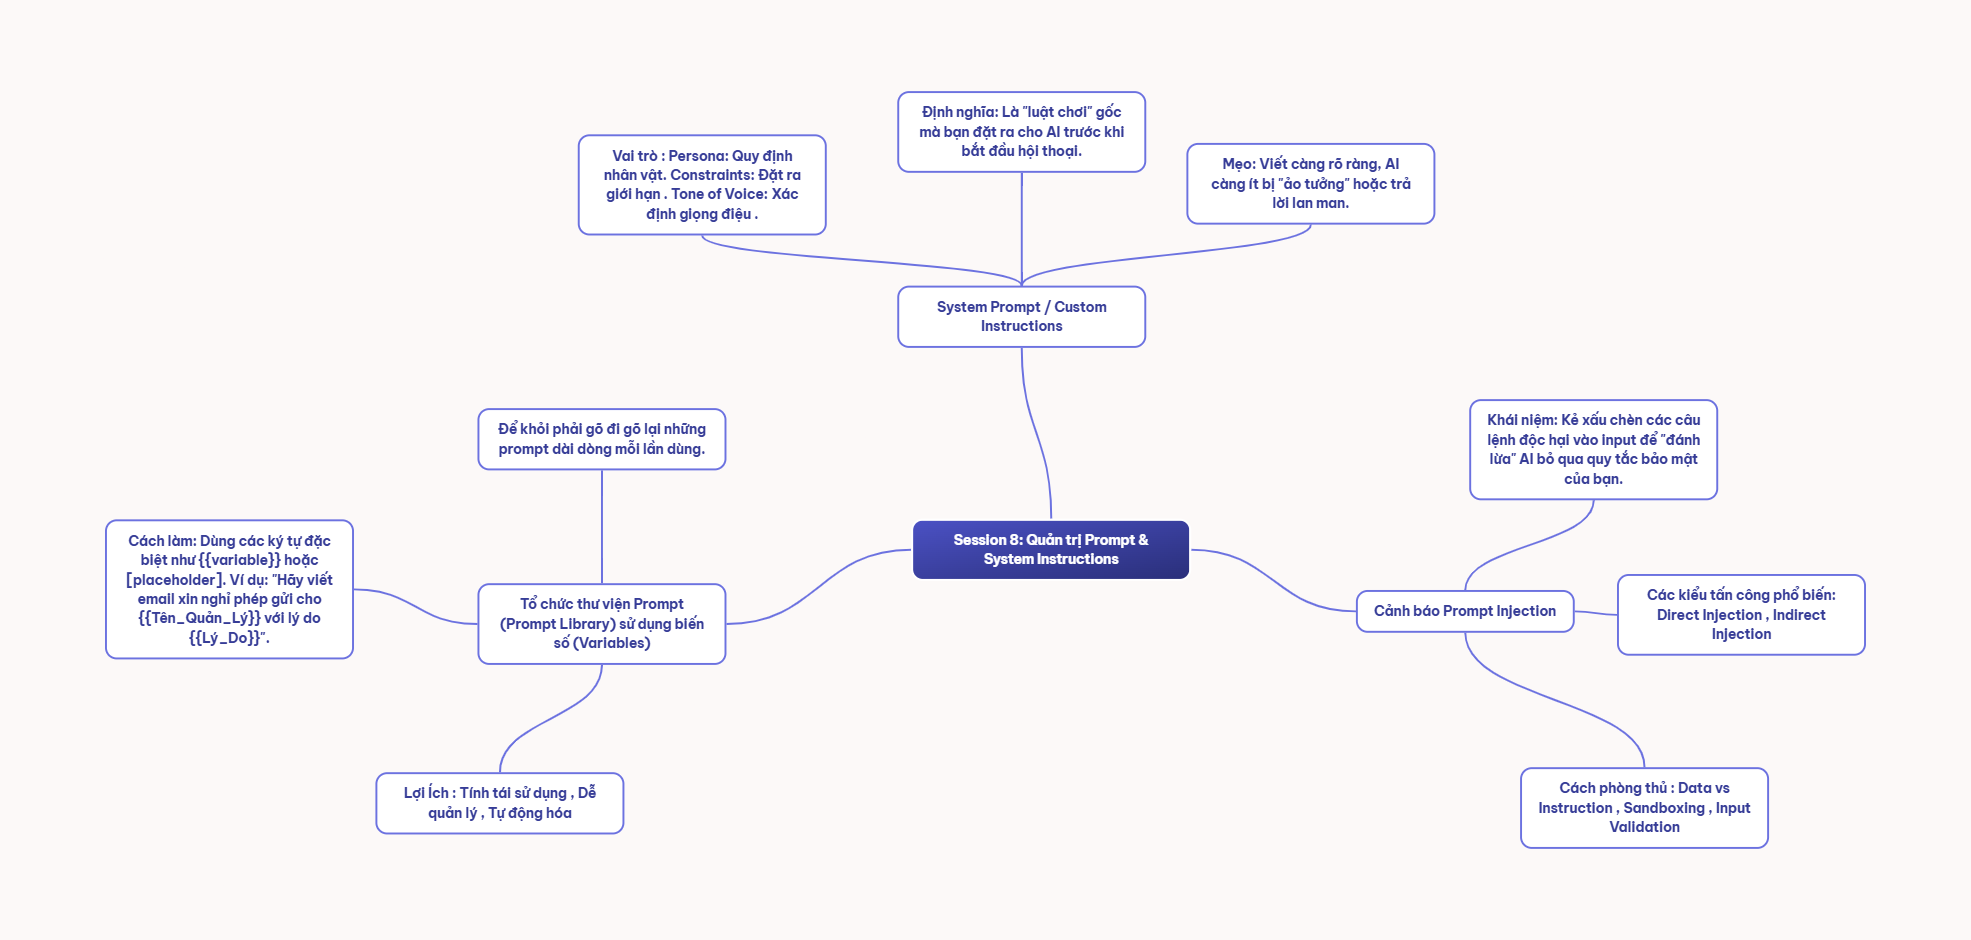 Định nghĩa: Là "luật chơi" gốc
mà bạn đặt ra cho AI trước khi
bắt đầu hội thoại.
Vai trò : Persona: Quy định
nhân vật. Constraints: Đặt ra
giới hạn . Tone of Voice: Xác
định giọng điệu .
Mẹo: Viết càng rõ ràng, AI
càng ít bị "ảo tưởng" hoặc trả
lời lan man.
System Prompt / Custom
Instructions
Để khỏi phải gõ đi gõ lại những
prompt dài dòng mỗi lần dùng.
Khái niệm: Kẻ xấu chèn các câu
lệnh độc hại vào input để "đánh
lừa" AI bỏ qua quy tắc bảo mật
của bạn.
Cách làm: Dùng các ký tự đặc
biệt như {{variable}} hoặc
[placeholder]. Ví dụ: "Hãy viết
email xin nghỉ phép gửi cho
{{Tên_Quản_Lý}} với lý do
{{Lý_Do}}".
Session 8: Quản trị Prompt &
System Instructions
Tổ chức thư viện Prompt
(Prompt Library) sử dụng biến
số (Variables)
Cảnh báo Prompt Injection
Các kiểu tấn công phổ biến:
Direct Injection , Indirect
Injection
Lợi Ích : Tính tái sử dụng , Dễ
quản lý , Tự động hóa
Cách phòng thủ : Data vs
Instruction , Sandboxing , Input
Validation